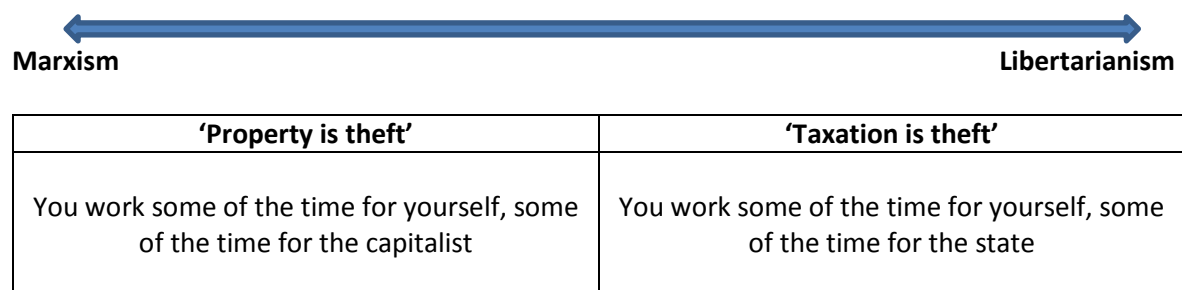 Marxism Libertarianism
‘Property is theft’ ‘Taxation is theft’
You work some of the time for yourself, some
of the time for the capitalist
You work some of the time for yourself, some
of the time for the state